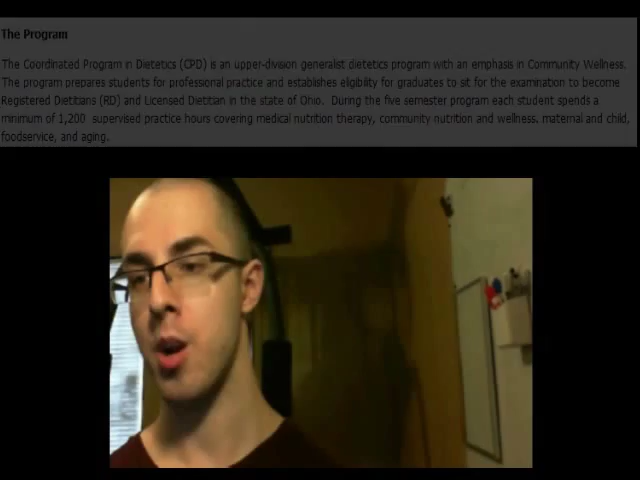 The Program
The Coordinated Program in Dietetics (CPD) is an upper-division generalist dietetics program with an emphasis in Community Wellness.
The program prepares students for professional practice and establishes eligibility for graduates to sit for the examination to become
Registered Dietitians (RD) and Licensed Dietitian in the state of Ohio. During the five semester program each student spends a
minimum of 1,200 supervised practice hours covering medical nutrition therapy, community nutrition and wellness, maternal and child,
foodservice, and aging.